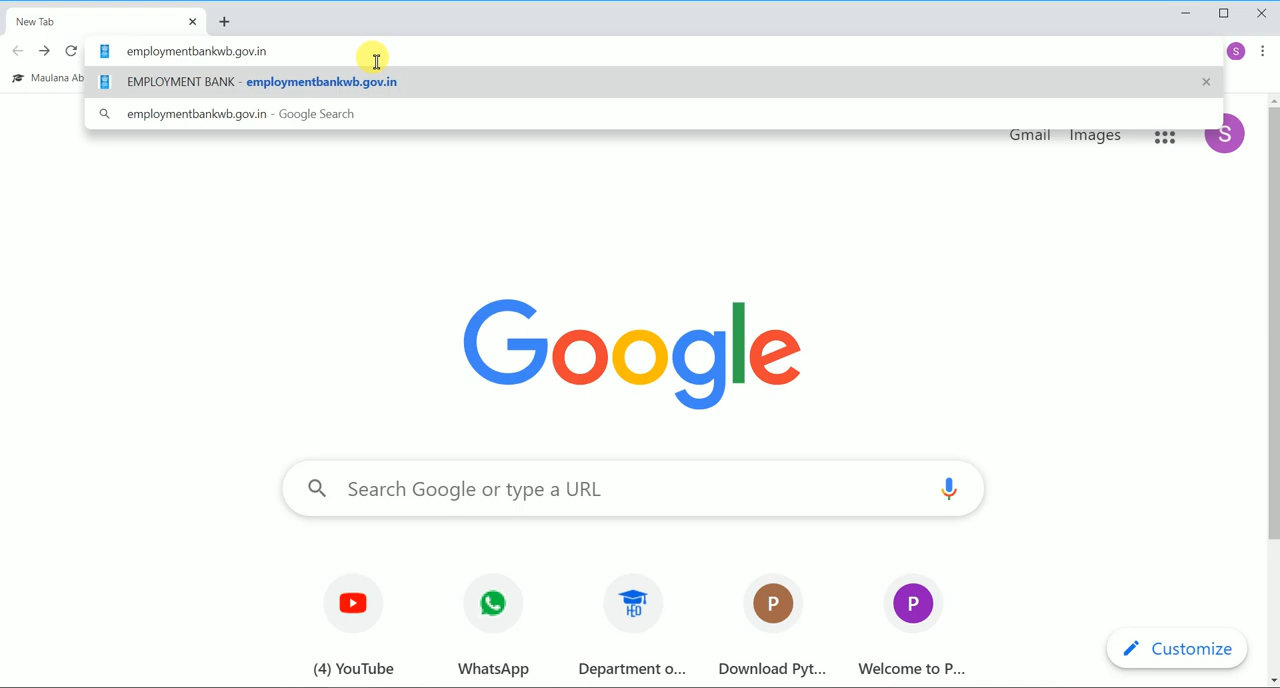 New Tab
employmentbankwb.gov.in
S
Maulana Ab
EMPLOYMENT BANK - employmentbankwb.gov.in
employmentbankwb.gov.in - Google Search
Gmail Images S
Google
Search Google or type a URL
HED P P
(4) YouTube WhatsApp Department o... Download Pyt... Welcome to P...
Customize